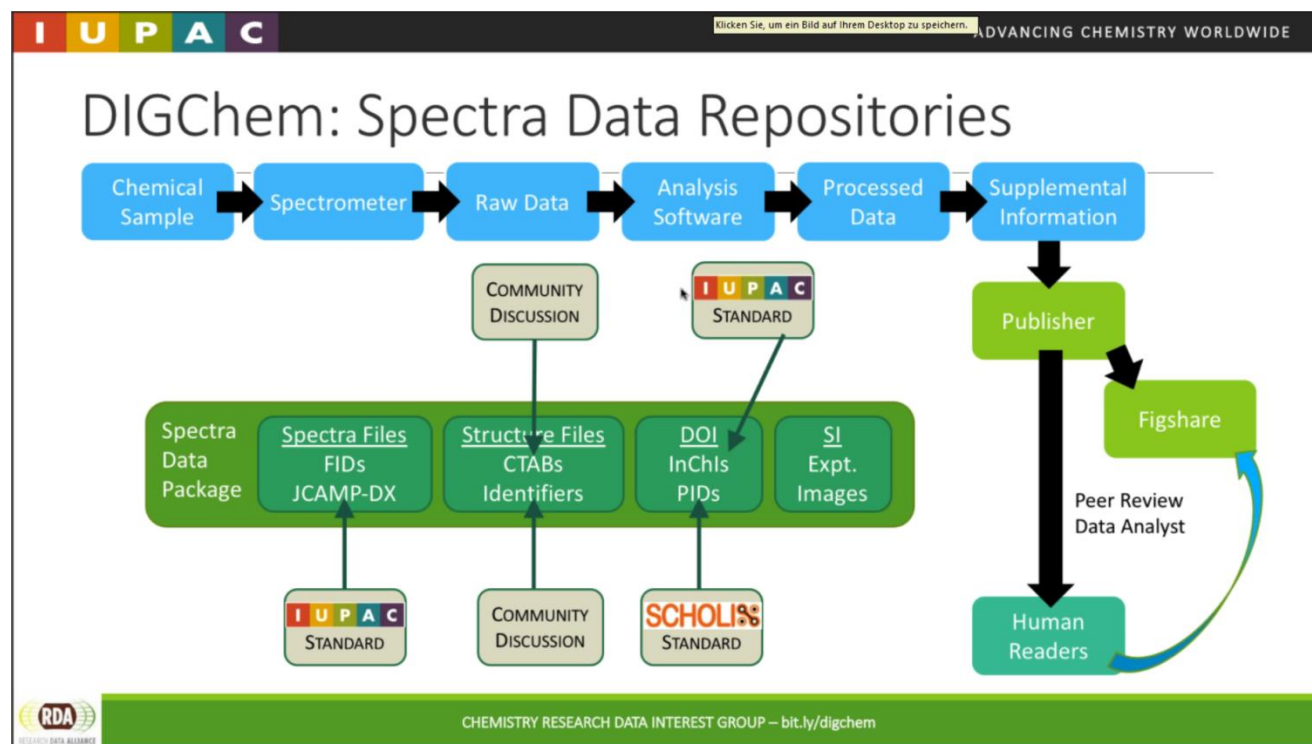 IUPAC
Klicken Sie, um ein Bild auf Ihrem Desktop zu speichern.
ADVANCING CHEMISTRY WORLDWIDE
DIGChem: Spectra Data Repositories
Chemical
Sample
Spectrometer
Raw Data
Analysis
Software
Processed
Data
Supplemental
Information
COMMUNITY
DISCUSSION
IUPAC
STANDARD
Publisher
Figshare
Spectra
Data
Package
Spectra Files
FIDs
JCAMP-DX
Structure Files
CTABs
Identifiers
DOI
InChIs
PIDs
SI
Expt.
Images
Peer Review
Data Analyst
IUPAC
STANDARD
COMMUNITY
DISCUSSION
SCHOLIX
STANDARD
Human
Readers
RDA
RESEARCH DATA ALLIANCE
CHEMISTRY RESEARCH DATA INTEREST GROUP – bit.ly/digchem